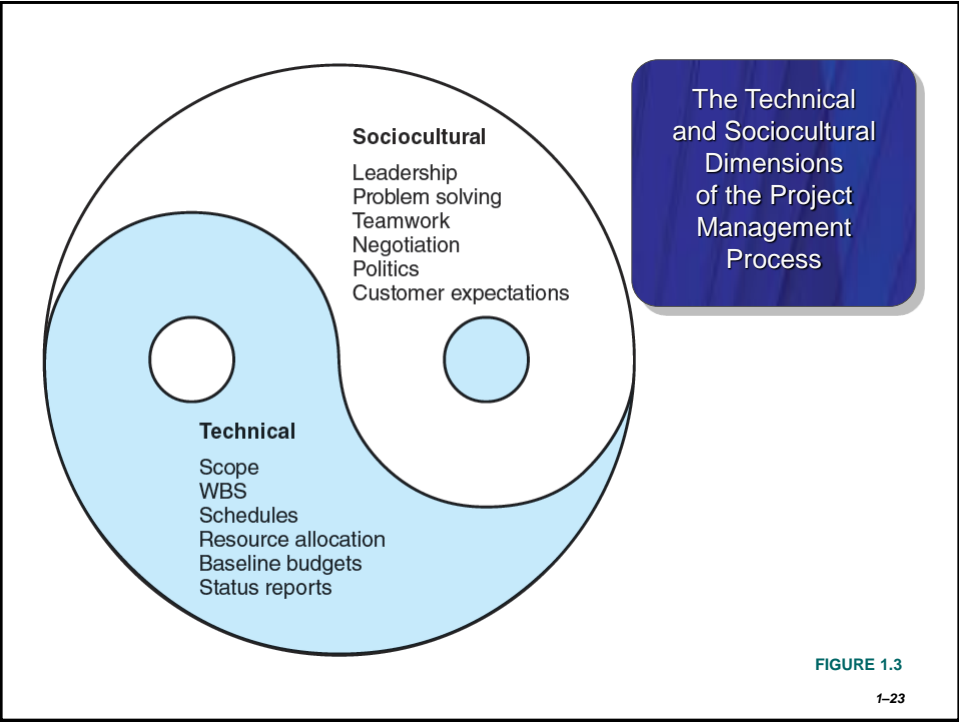 The Technical
and Sociocultural
Dimensions
of the Project
Management
Process
Sociocultural
Leadership
Problem solving
Teamwork
Negotiation
Politics
Customer expectations
Technical
Scope
WBS
Schedules
Resource allocation
Baseline budgets
Status reports
FIGURE 1.3
1–23